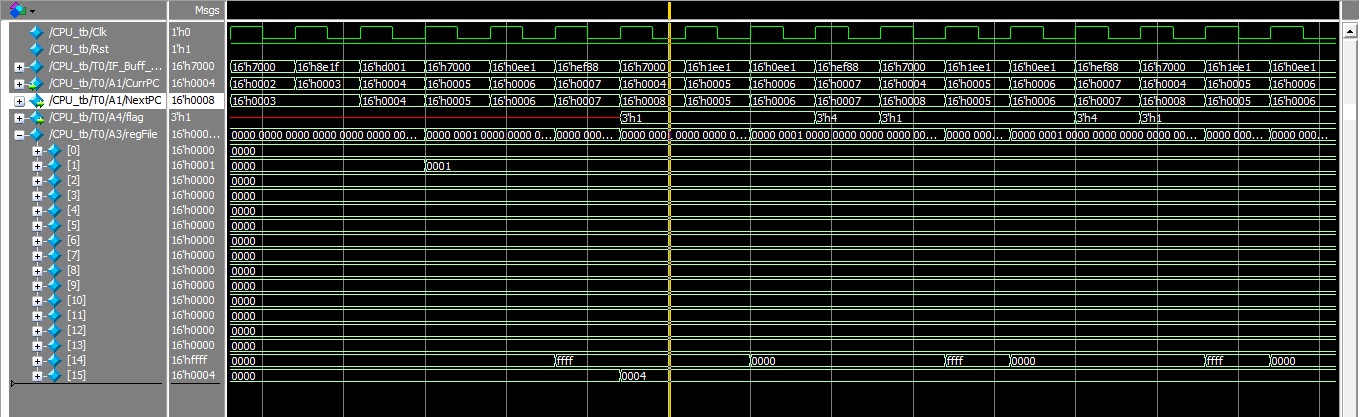 Msgs
/CPU_tb/Clk 1'h0
/CPU_tb/Rst 1'h1
/CPU_tb/T0/IF_Buff_... 16'h7000 16'h7000 16'h8e1f 16'hd001 16'h7000 16'h0ee1 16'hef88 16'h7000 16'h1ee1 16'h0ee1 16'hef88 16'h7000 16'h1ee1 16'h0ee1 16'hef88 16'h7000 16'h1ee1 16'h0ee1
/CPU_tb/T0/A1/CurrPC 16'h0004 16'h0002 16'h0003 16'h0004 16'h0005 16'h0006 16'h0007 16'h0004 16'h0005 16'h0006 16'h0007 16'h0004 16'h0005 16'h0006 16'h0007 16'h0004 16'h0005 16'h0006
/CPU_tb/T0/A1/NextPC 16'h0008 16'h0003 16'h0004 16'h0005 16'h0006 16'h0007 16'h0008 16'h0005 16'h0006 16'h0007 16'h0008 16'h0005 16'h0006 16'h0007 16'h0008 16'h0005 16'h0006
/CPU_tb/T0/A4/flag 3'h1 3'h1 3'h4 3'h1 3'h4 3'h1
/CPU_tb/T0/A3/regFile 16'h000... 0000 0000 0000 0000 0000 00... 0000 0001 0000 00... 0000 00... 0000 0001 0000 0000 0000 00... 0000 0001 0000 0000 0000 00... 0000 00... 0000 0001 0000 0000 0000 00... 0000 00... 0000 00...
[0] 16'h0000 0000
[1] 16'h0001 0000 0001
[2] 16'h0000 0000
[3] 16'h0000 0000
[4] 16'h0000 0000
[5] 16'h0000 0000
[6] 16'h0000 0000
[7] 16'h0000 0000
[8] 16'h0000 0000
[9] 16'h0000 0000
[10] 16'h0000 0000
[11] 16'h0000 0000
[12] 16'h0000 0000
[13] 16'h0000 0000
[14] 16'hffff 0000 ffff 0000 ffff 0000 ffff 0000
[15] 16'h0004 0000 0004